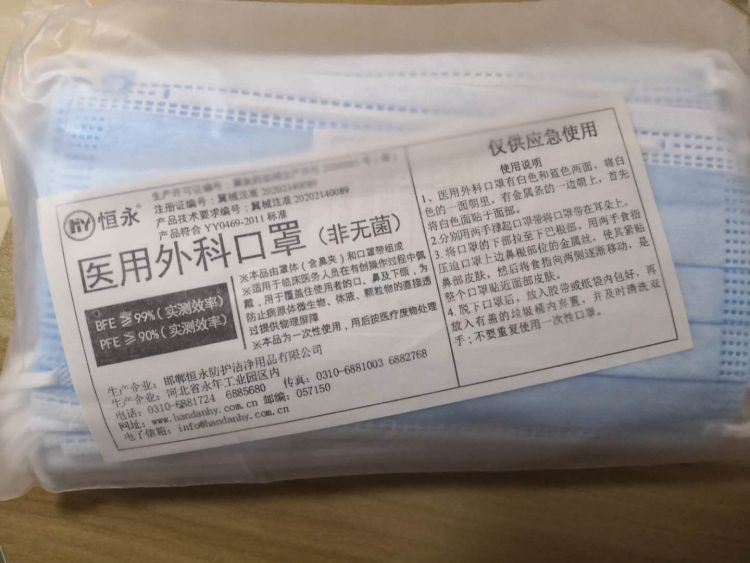 生产许可证编号
注册证编号：冀械注准 20202140089
产品技术要求编号：冀械注准 20202140089
产品符合 YY0469-2011 标准
HY 恒永
医用外科口罩（非无菌）
BFE ≥99%（实测效率）
PFE ≥90%（实测效率）
※本品由罩体（含鼻夹）和口罩带组成
※适用于临床医务人员在有创操作过程中佩
戴，用于覆盖住使用者的口、鼻及下颌，为
防止病原体微生物、体液、颗粒物的直接透
过提供物理屏障
※本品为一次性使用，用后按医疗废物处理
生产企业：邯郸恒永防护洁净用品有限公司
生产企业：河北省永年工业园区内
电话：0310-6881724 6885680 传真：0310-6881003 6882768
网址：www.handanhy.com.cn 邮编：057150
电子信箱：info@handanhy.com.cn
仅供应急使用
使用说明
1、医用外科口罩有白色和蓝色两面，将白
色的一面朝里，有金属条的一边朝上，首先
将白色面贴于面部。
2.分别用两手撑起口罩带将口罩带在耳朵上，
3.将口罩的下部拉至下巴根部，用两手食指
压迫口罩上边鼻根部位的金属丝，使其紧贴
鼻部皮肤，然后将食指向两侧逐渐移动，是
整个口罩贴近面部皮肤。
4.脱下口罩后，放入胶带或纸袋内包好，再
放入有盖的垃圾桶内弃置，并及时清洗双
手；不要重复使用一次性口罩。